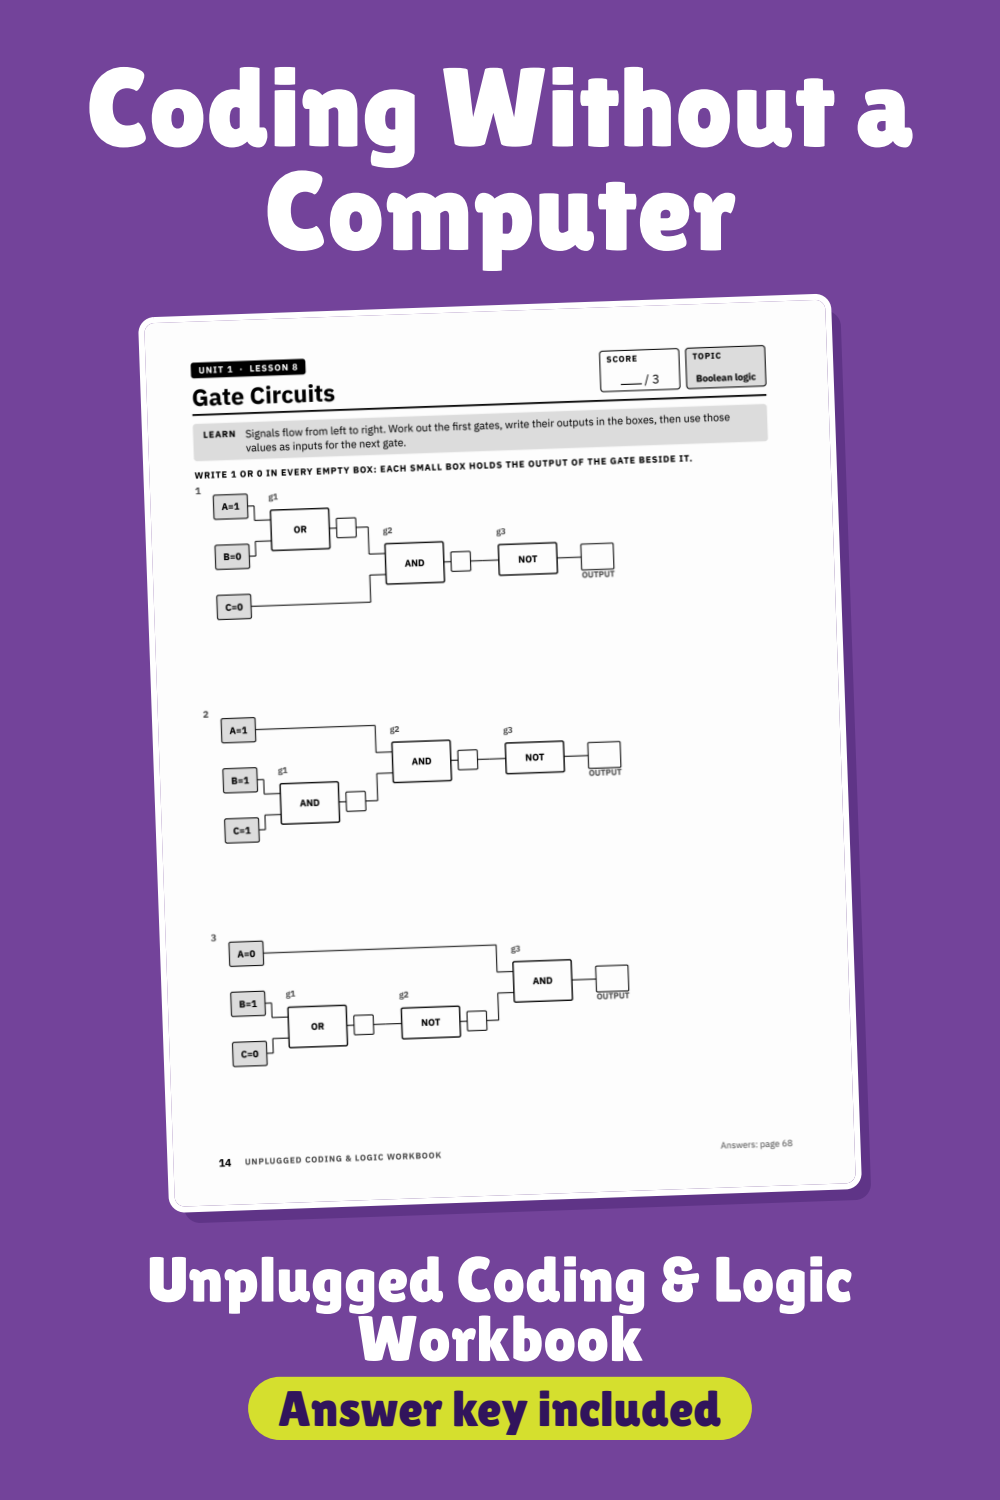 Coding Without a
Computer
UNIT 1 · LESSON 8
Gate Circuits
SCORE
___ / 3
TOPIC
Boolean logic
LEARN Signals flow from left to right. Work out the first gates, write their outputs in the boxes, then use those
values as inputs for the next gate.
WRITE 1 OR 0 IN EVERY EMPTY BOX: EACH SMALL BOX HOLDS THE OUTPUT OF THE GATE BESIDE IT.
1
A=1
B=0
C=0
g1
OR
g2
AND
g3
NOT
OUTPUT
2
A=1
B=1
C=1
g1
AND
g2
AND
g3
NOT
OUTPUT
3
A=0
B=1
C=0
g1
OR
g2
NOT
g3
AND
OUTPUT
14 UNPLUGGED CODING & LOGIC WORKBOOK
Answers: page 68
Unplugged Coding & Logic
Workbook
Answer key included